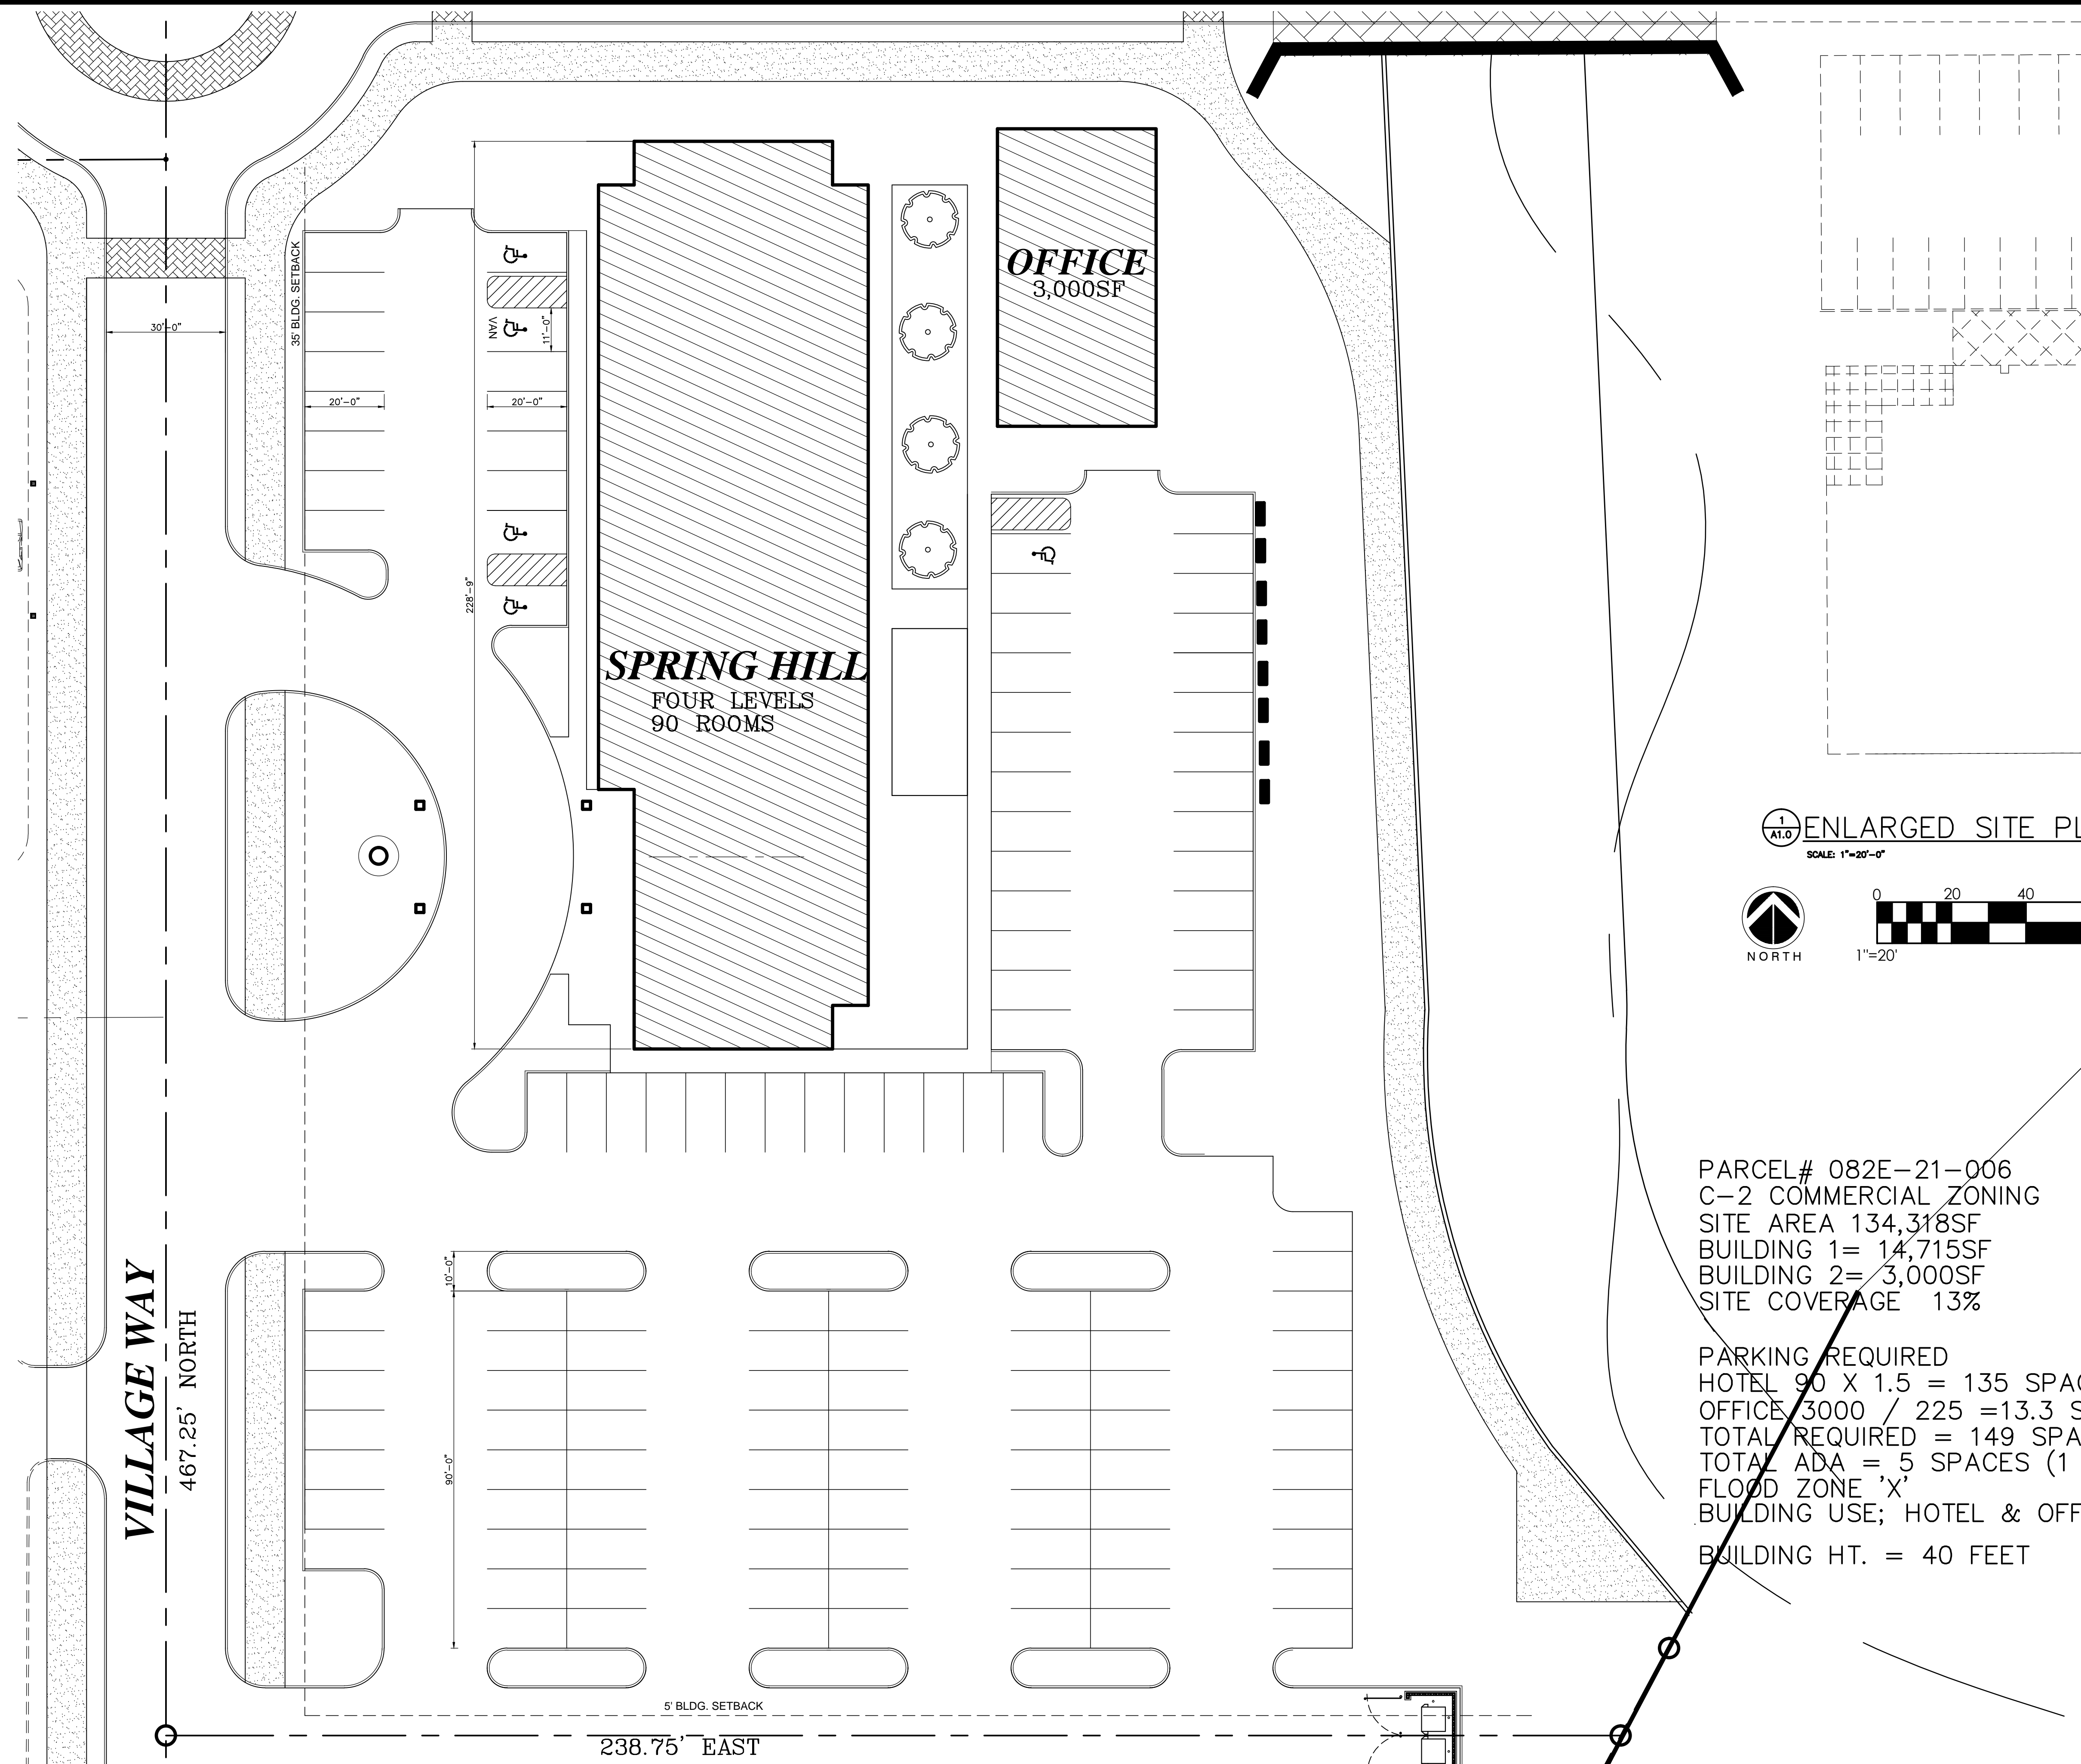 35' BLDG. SETBACK
30'-0"
20'-0"
20'-0"
VAN
11'-0"
228'-9"
OFFICE
3,000SF
SPRING HILL
FOUR LEVELS
90 ROOMS
1
A1.0
ENLARGED SITE
SCALE: 1"=20'-0"
NORTH
0 20 40
1"=20'
PARCEL# 082E-21-006
C-2 COMMERCIAL ZONING
SITE AREA 134,318SF
BUILDING 1= 14,715SF
BUILDING 2= 3,000SF
SITE COVERAGE 13%
PARKING REQUIRED
HOTEL 90 X 1.5 = 135
OFFICE 3000 / 225 =13.3
TOTAL REQUIRED = 149
TOTAL ADA = 5 SPACES (1
FLOOD ZONE 'X'
BUILDING USE; HOTEL &
BUILDING HT. = 40 FEET
VILLAGE WAY
467.25' NORTH
10'-0"
90'-0"
5' BLDG. SETBACK
238.75' EAST